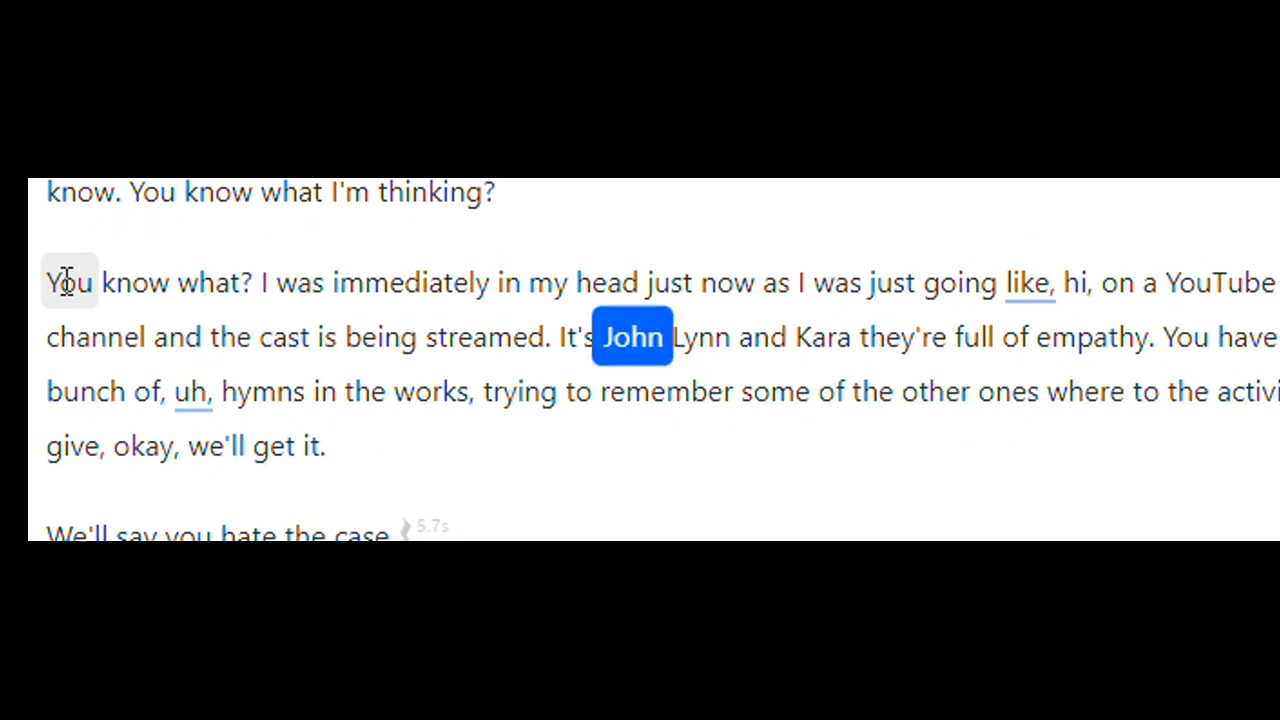 know. You know what I'm thinking?
You know what? I was immediately in my head just now as I was just going like, hi, on a YouTube
channel and the cast is being streamed. It's John Lynn and Kara they're full of empathy. You have
bunch of, uh, hymns in the works, trying to remember some of the other ones where to the activi
give, okay, we'll get it.
We'll say you hate the case 5.7s